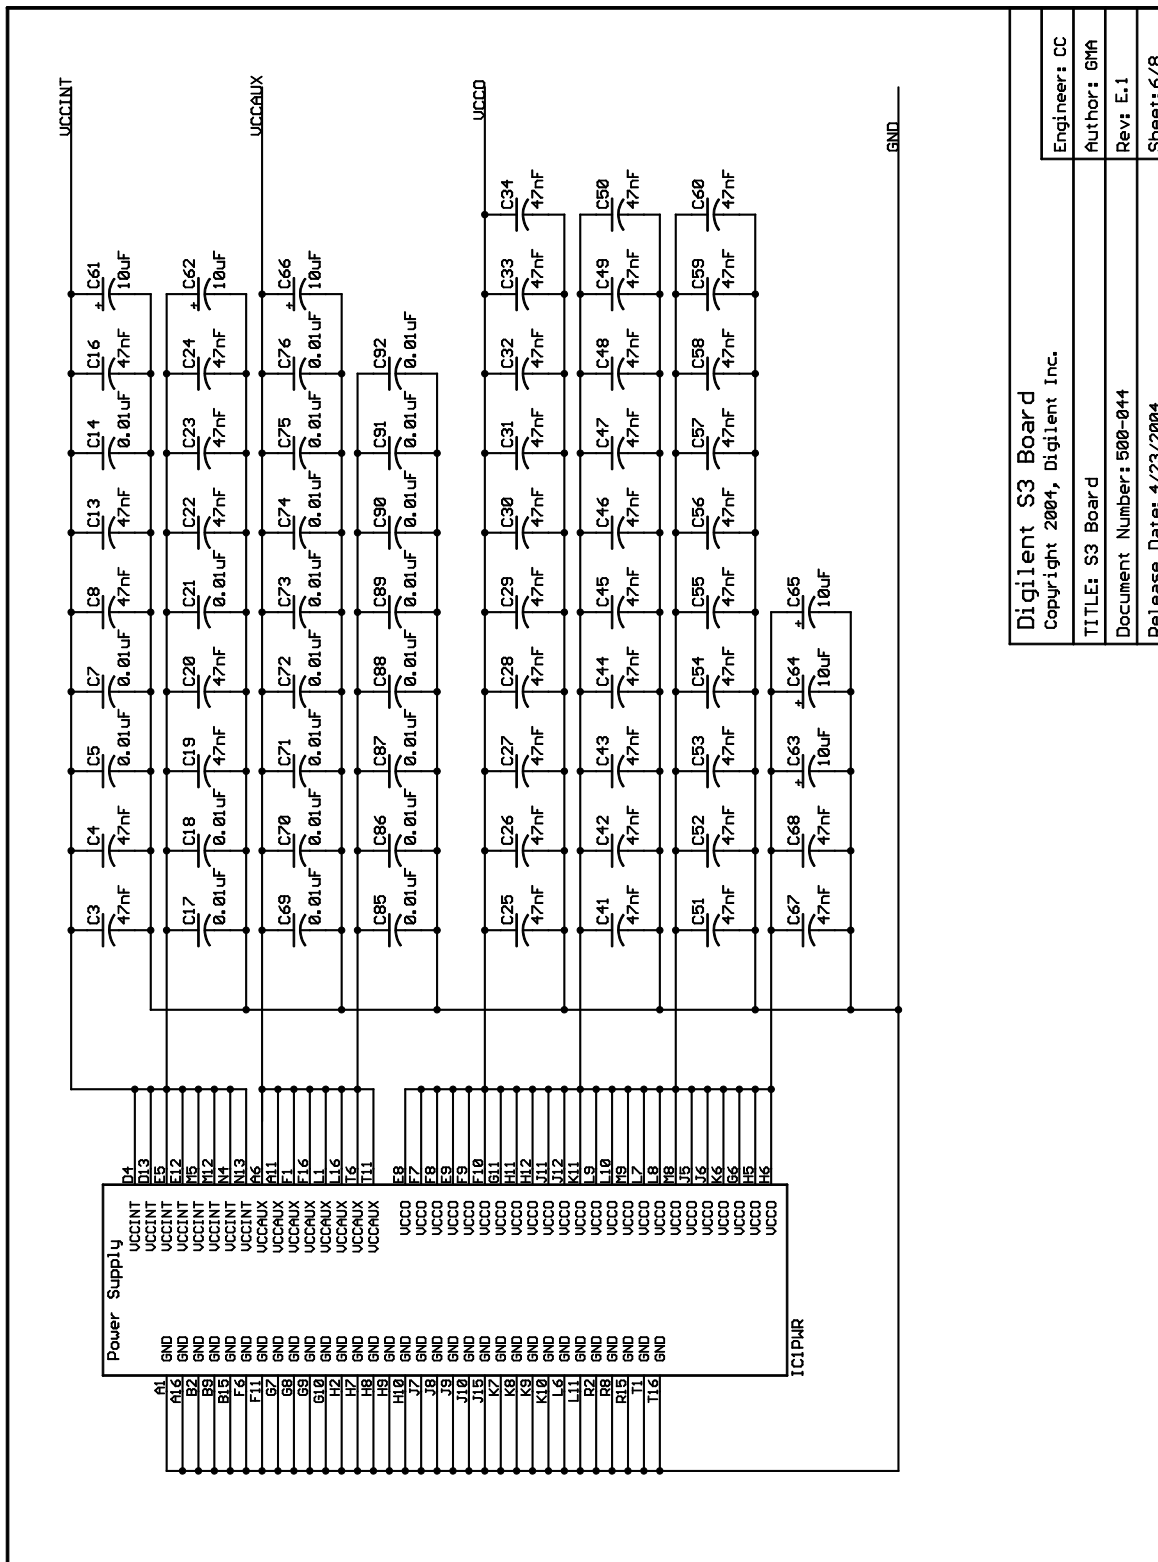 Power Supply
D4 VCCINT
D13 VCCINT
A1 GND VCCINT E5
A16 GND VCCINT E12
B2 GND VCCINT M5
B9 GND VCCINT M12
B15 GND VCCINT N4
F6 GND VCCINT N13
F11 GND VCCAUX A6
G7 GND VCCAUX A11
G8 GND VCCAUX F1
G9 GND VCCAUX F16
G10 GND VCCAUX L1
H2 GND VCCAUX L16
H7 GND VCCAUX T6
H8 GND VCCAUX T11
H9 GND
H10 GND VCCO E8
J7 GND VCCO F7
J8 GND VCCO F8
J9 GND VCCO E9
J10 GND VCCO F9
J15 GND VCCO F10
K7 GND VCCO G11
K8 GND VCCO H11
K9 GND VCCO H12
K10 GND VCCO J11
L6 GND VCCO J12
L11 GND VCCO K11
R2 GND VCCO L9
R8 GND VCCO L10
R15 GND VCCO M9
T1 GND VCCO L7
T16 GND VCCO L8
VCCO M8
VCCO J5
VCCO J6
VCCO K6
VCCO G6
VCCO H5
VCCO H6
IC1PWR
VCCINT
C3 C4 C5 C7 C8 C13 C14 C16 C61
+
47nF 47nF 0.01uF 0.01uF 47nF 47nF 0.01uF 47nF 10uF
C17 C18 C19 C20 C21 C22 C23 C24 C62
+
0.01uF 0.01uF 47nF 47nF 0.01uF 47nF 47nF 47nF 10uF
VCCAUX
C69 C70 C71 C72 C73 C74 C75 C76 C66
+
0.01uF 0.01uF 0.01uF 0.01uF 0.01uF 0.01uF 0.01uF 0.01uF 10uF
C85 C86 C87 C88 C89 C90 C91 C92
0.01uF 0.01uF 0.01uF 0.01uF 0.01uF 0.01uF 0.01uF 0.01uF
VCCO
C25 C26 C27 C28 C29 C30 C31 C32 C33 C34
47nF 47nF 47nF 47nF 47nF 47nF 47nF 47nF 47nF 47nF
C41 C42 C43 C44 C45 C46 C47 C48 C49 C50
47nF 47nF 47nF 47nF 47nF 47nF 47nF 47nF 47nF 47nF
C51 C52 C53 C54 C55 C56 C57 C58 C59 C60
47nF 47nF 47nF 47nF 47nF 47nF 47nF 47nF 47nF 47nF
C67 C68 C63 C64 C65
+ + +
47nF 47nF 10uF 10uF 10uF
GND
Digilent S3 Board
Copyright 2004, Digilent Inc.
Engineer: CC
TITLE: S3 Board
Author: GMA
Document Number: 500-044
Rev: E.1
Release Date: 4/23/2004
Sheet: 6/8